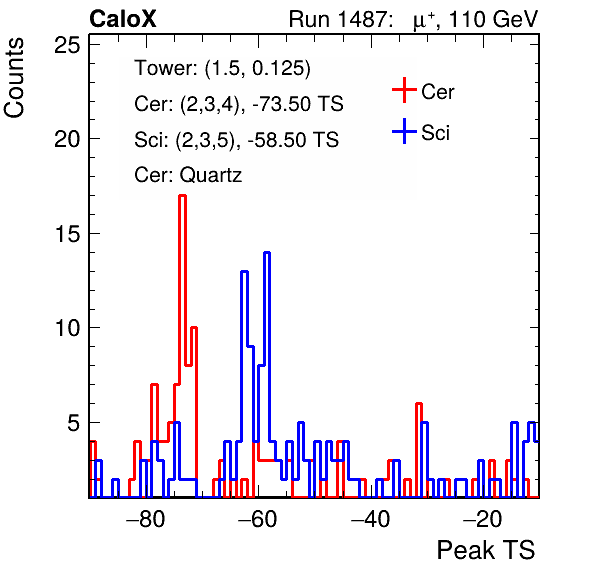 CaloX Run 1487: μ⁺, 110 GeV
Counts
25
20
15
10
5
Tower: (1.5, 0.125)
Cer: (2,3,4), -73.50 TS
Sci: (2,3,5), -58.50 TS
Cer: Quartz
Cer
Sci
−80 −60 −40 −20
Peak TS